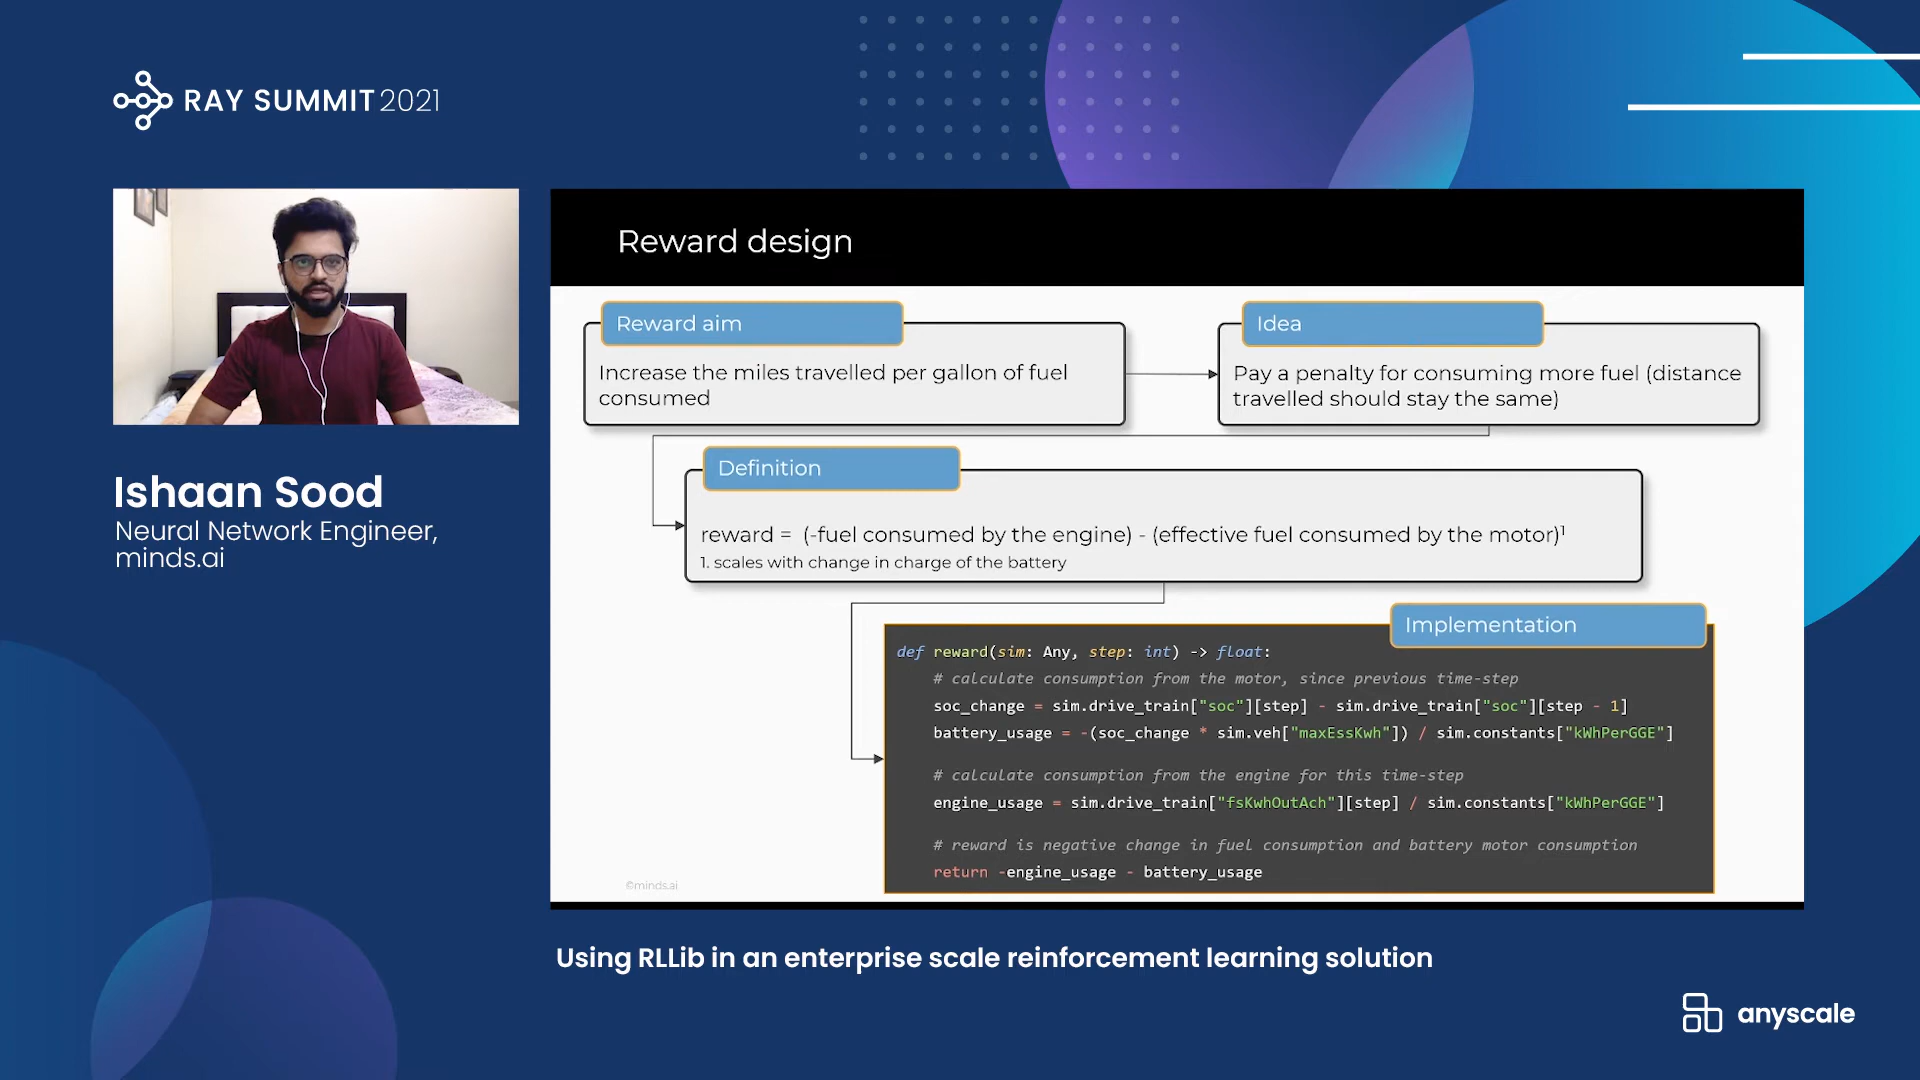 RAY SUMMIT 2021
Ishaan Sood
Neural Network Engineer,
minds.ai
Reward design
Reward aim
Increase the miles travelled per gallon of fuel
consumed
Idea
Pay a penalty for consuming more fuel (distance
travelled should stay the same)
Definition
reward = (-fuel consumed by the engine) - (effective fuel consumed by the motor)¹
1. scales with change in charge of the battery
Implementation
def reward(sim: Any, step: int) -> float:
# calculate consumption from the motor, since previous time-step
soc_change = sim.drive_train["soc"][step] - sim.drive_train["soc"][step - 1]
battery_usage = -(soc_change * sim.veh["maxEssKwh"]) / sim.constants["kWhPerGGE"]
# calculate consumption from the engine for this time-step
engine_usage = sim.drive_train["fsKwhOutAch"][step] / sim.constants["kWhPerGGE"]
# reward is negative change in fuel consumption and battery motor consumption
return -engine_usage - battery_usage
©minds.ai
Using RLLib in an enterprise scale reinforcement learning solution
anyscale